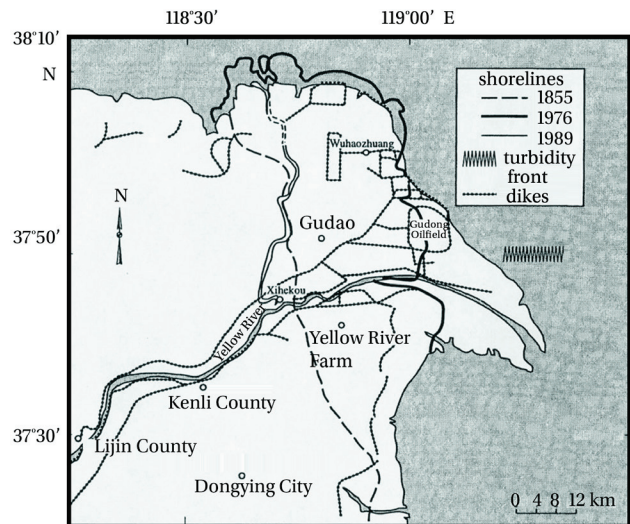 118°30′ 119°00′ E
38°10′
N
37°50′
37°30′
shorelines
1855
1976
1989
turbidity
front
dikes
Wuhaozhuang
N
Gudao
Gudong
Oilfield
Xihekou
Yellow River
Yellow River
Farm
Kenli County
Lijin County
Dongying City
0 4 8 12 km